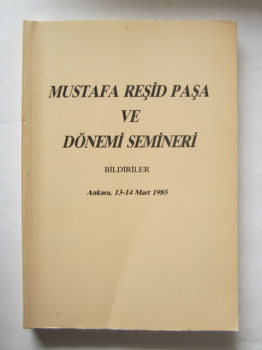 MUSTAFA REŞİD PAŞA
VE
DÖNEMİ SEMİNERİ
BİLDİRİLER
Ankara, 13-14 Mart 1985